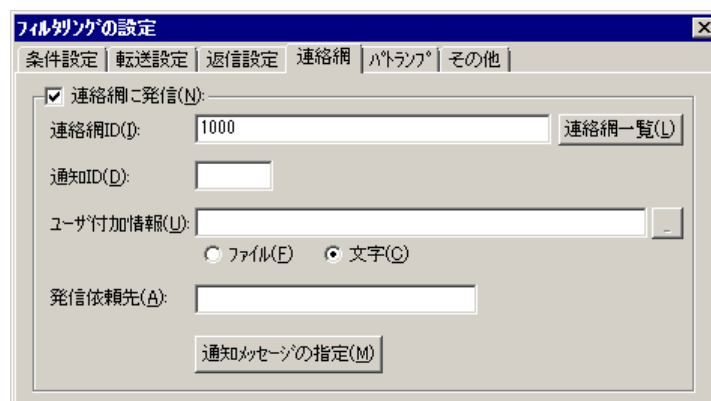 フィルタリングの設定
条件設定 転送設定 返信設定 連絡網 パトランプ その他
連絡網に発信(N):
連絡網ID(I): 1000 連絡網一覧(L)
通知ID(D):
ユーザ付加情報(U): _
ファイル(F) 文字(C)
発信依頼先(A):
通知メッセージの指定(M)